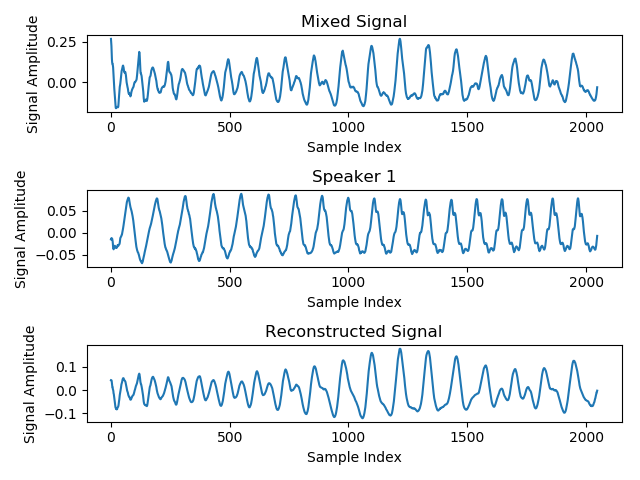 Mixed Signal
Signal Amplitude
0.25
0.00
0
500
1000
1500
2000
Sample Index
Speaker 1
Signal Amplitude
0.05
0.00
−0.05
0
500
1000
1500
2000
Sample Index
Reconstructed Signal
Signal Amplitude
0.1
0.0
−0.1
0
500
1000
1500
2000
Sample Index